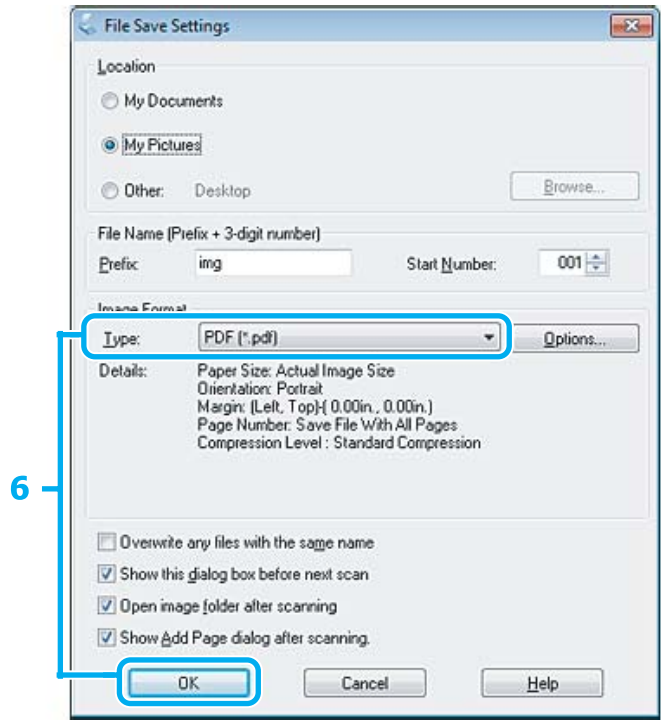 File Save Settings
Location
My Documents
My Pictures
Other: Desktop Browse...
File Name (Prefix + 3-digit number)
Prefix: img Start Number: 001
Image Format
Type: PDF (*.pdf) Options...
Details: Paper Size: Actual Image Size
Orientation: Portrait
Margin: (Left, Top)-( 0.00in., 0.00in.)
Page Number: Save File With All Pages
Compression Level : Standard Compression
6
Overwrite any files with the same name
Show this dialog box before next scan
Open image folder after scanning
Show Add Page dialog after scanning.
OK Cancel Help